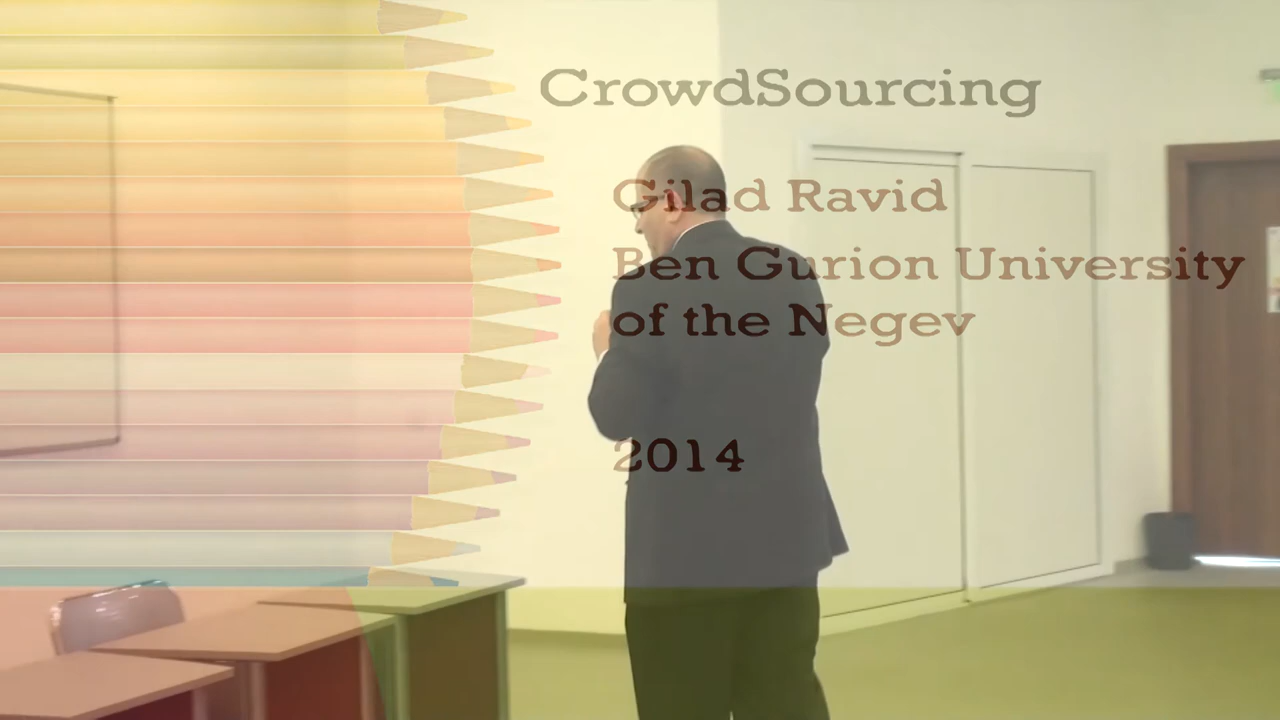 CrowdSourcing
Gilad Ravid
Ben Gurion University
of the Negev
2014